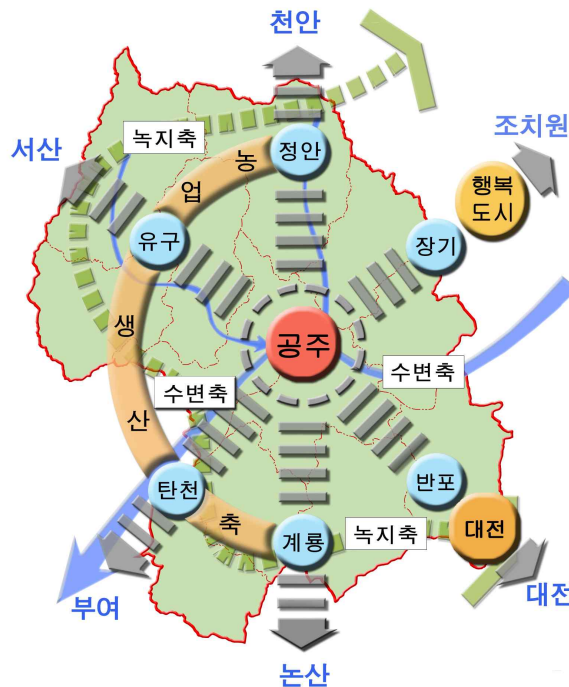 천안
조치원
서산
녹지축
농
정안
업
행복
도시
유구
장기
생
공주
수변축
수변축
산
탄천
반포
축
계룡
녹지축
대전
대전
부여
논산